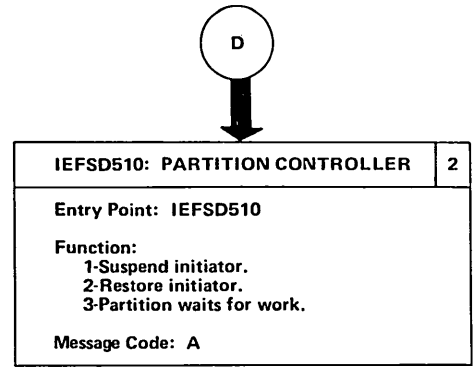 D
IEFSD510: PARTITION CONTROLLER 2
Entry Point: IEFSD510
Function:
1-Suspend initiator.
2-Restore initiator.
3-Partition waits for work.
Message Code: A